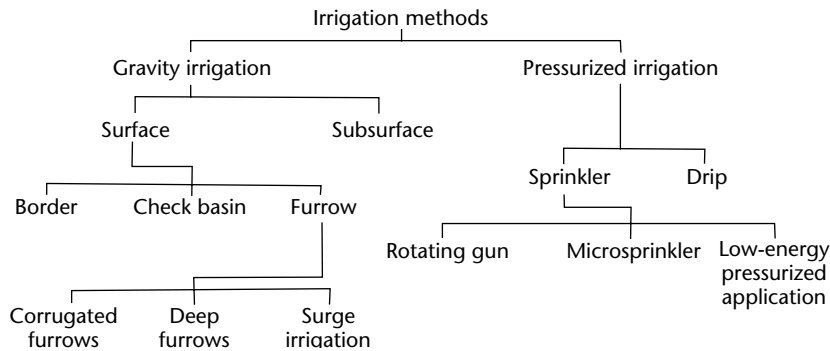 Irrigation methods
Gravity irrigation
Pressurized irrigation
Surface
Subsurface
Sprinkler
Drip
Border
Check basin
Furrow
Rotating gun
Microsprinkler
Low-energy
pressurized
application
Corrugated
furrows
Deep
furrows
Surge
irrigation